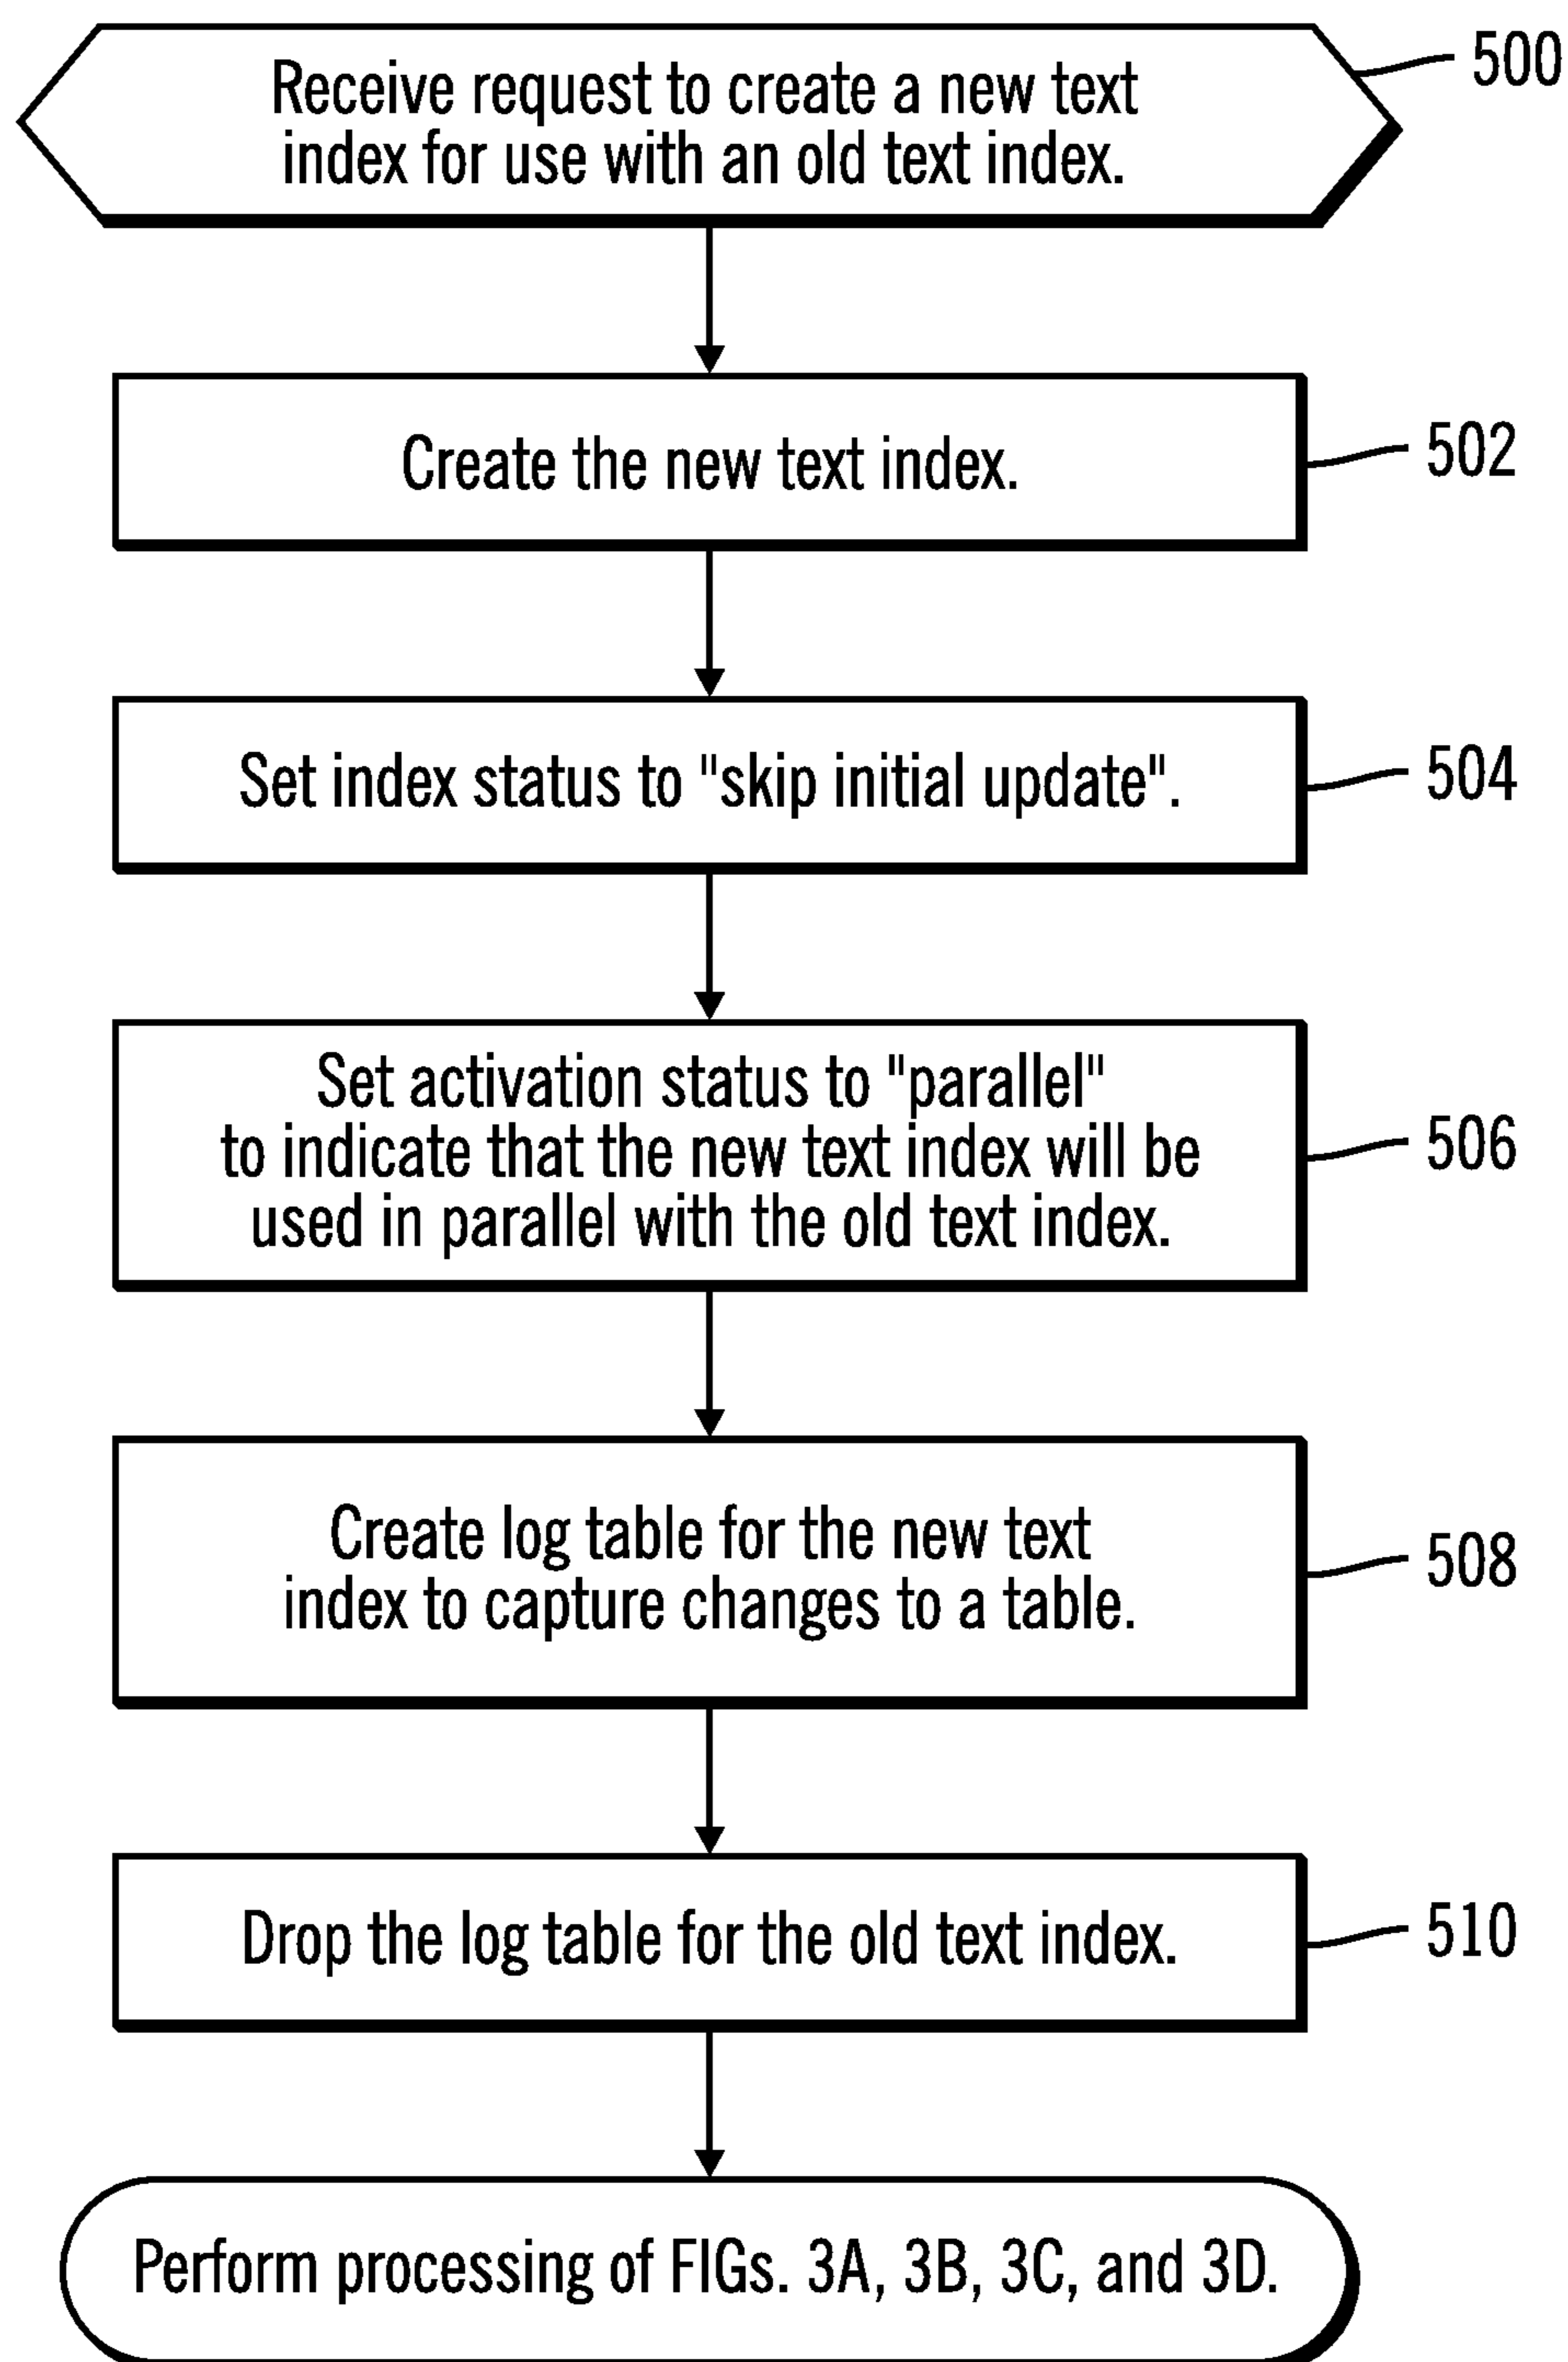 Receive request to create a new text
index for use with an old text index.
500
Create the new text index.
502
Set index status to "skip initial update".
504
Set activation status to "parallel"
to indicate that the new text index will be
used in parallel with the old text index.
506
Create log table for the new text
index to capture changes to a table.
508
Drop the log table for the old text index.
510
Perform processing of FIGs. 3A, 3B, 3C, and 3D.